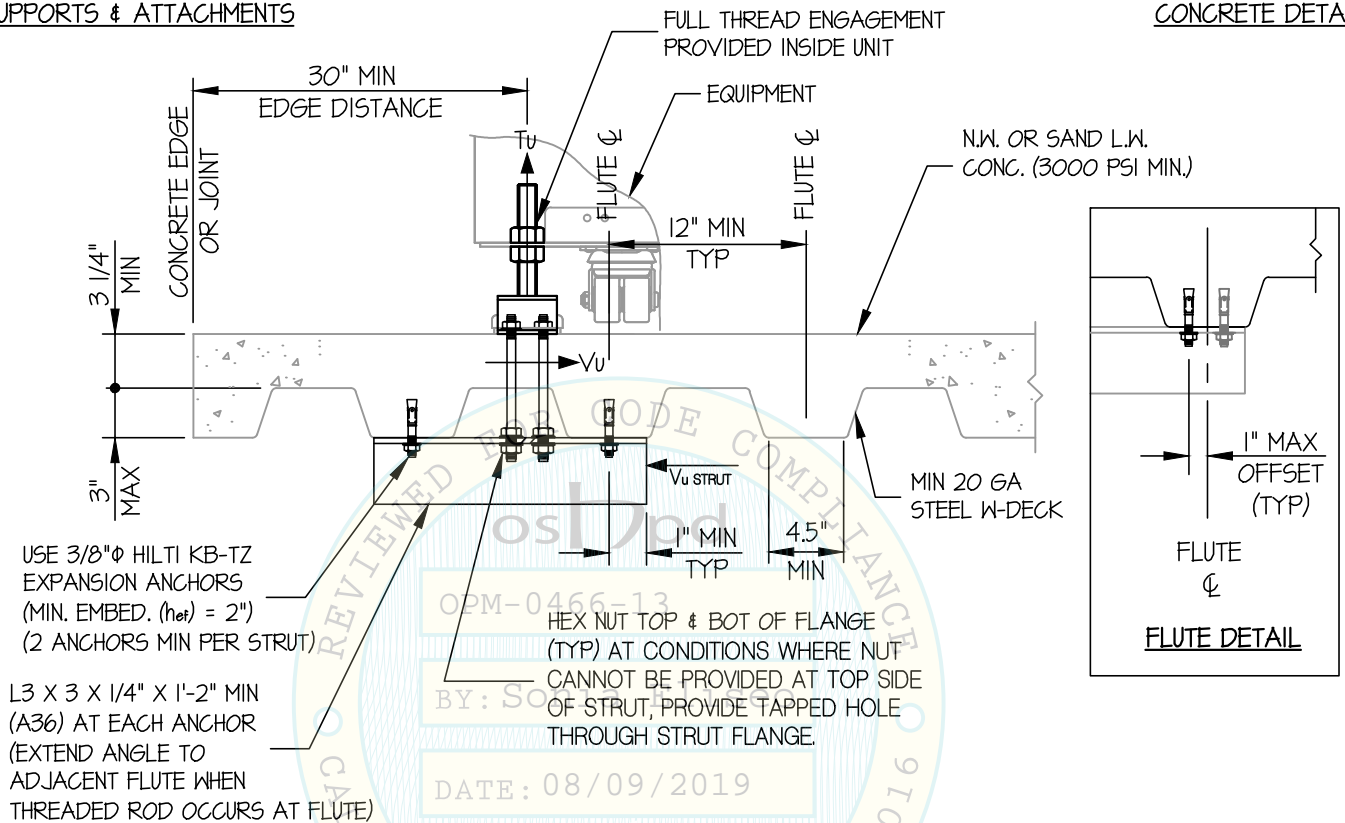 UPPORTS & ATTACHMENTS
CONCRETE DETA
FULL THREAD ENGAGEMENT
PROVIDED INSIDE UNIT
30" MIN
EDGE DISTANCE
EQUIPMENT
CONCRETE EDGE
OR JOINT
Tu
FLUTE ℄
FLUTE ℄
N.W. OR SAND L.W.
CONC. (3000 PSI MIN.)
12" MIN
TYP
3 1/4"
MIN
Vu
3"
MAX
Vu STRUT
MIN 20 GA
STEEL W-DECK
1" MIN
TYP
4.5"
MIN
1" MAX
OFFSET
(TYP)
FLUTE
℄
FLUTE DETAIL
USE 3/8"Φ HILTI KB-TZ
EXPANSION ANCHORS
(MIN. EMBED. (hef) = 2")
(2 ANCHORS MIN PER STRUT)
HEX NUT TOP & BOT OF FLANGE
(TYP) AT CONDITIONS WHERE NUT
CANNOT BE PROVIDED AT TOP SIDE
OF STRUT, PROVIDE TAPPED HOLE
THROUGH STRUT FLANGE.
L3 X 3 X 1/4" X 1'-2" MIN
(A36) AT EACH ANCHOR
(EXTEND ANGLE TO
ADJACENT FLUTE WHEN
THREADED ROD OCCURS AT FLUTE)
REVIEWED FOR CODE COMPLIANCE
oshpd
OPM-0466-13
BY: Sonia Eliseo
DATE: 08/09/2019
CA
016